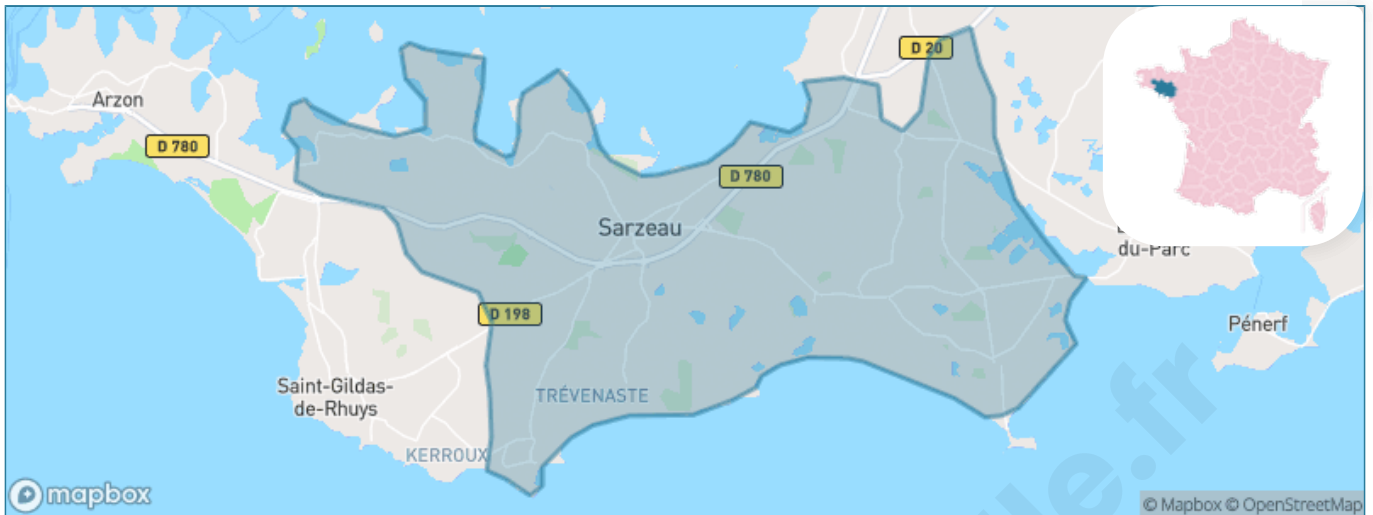 D 20
Arzon
D 780
D 780
Sarzeau
du-Parc
D 198
Pénerf
Saint-Gildas-
de-Rhuys
TRÉVENASTE
KERROUX
mapbox
© Mapbox © OpenStreetMap